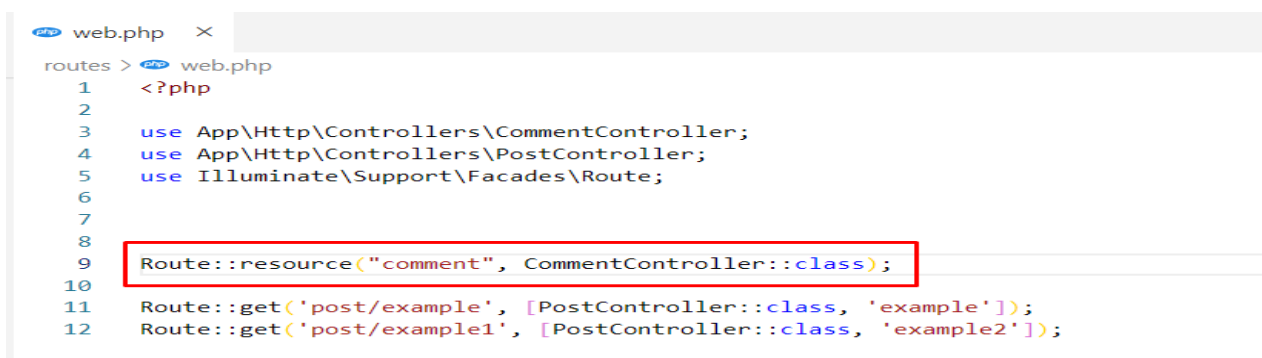 php web.php ×
routes > php web.php
1 <?php
2
3 use App\Http\Controllers\CommentController;
4 use App\Http\Controllers\PostController;
5 use Illuminate\Support\Facades\Route;
6
7
8
9 Route::resource("comment", CommentController::class);
10
11 Route::get('post/example', [PostController::class, 'example']);
12 Route::get('post/example1', [PostController::class, 'example2']);